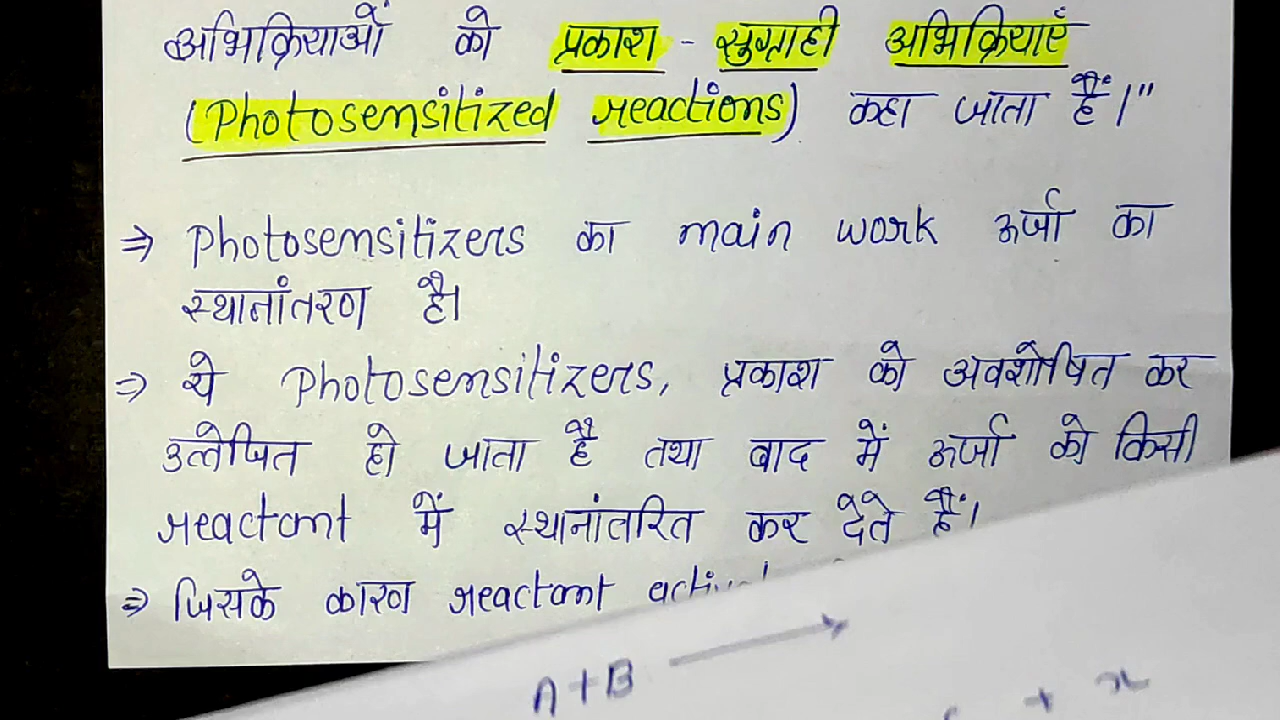 अभिक्रियाओं को प्रकाश - सुग्राही अभिक्रियाएँ
(Photosensitized reactions) कहा जाता हैं।"
⇒ Photosensitizers का main work ऊर्जा का
स्थानांतरण है।
⇒ ये Photosensitizers, प्रकाश को अवशोषित कर
उत्तेजित हो जाता है तथा बाद में ऊर्जा को किसी
reactant में स्थानांतरित कर देते हैं।
⇒ जिसके कारण reactant
A+B ⟶
+